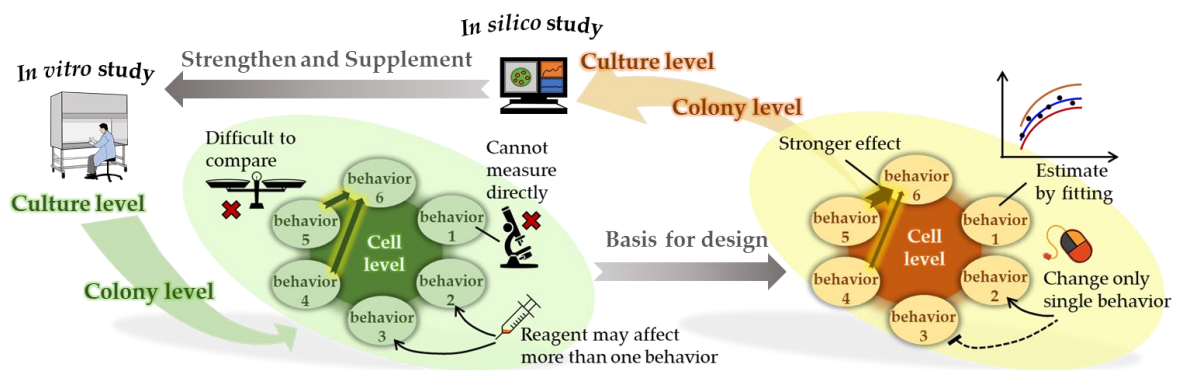 In silico study
Strengthen and Supplement
In vitro study
Culture level
Colony level
Culture level
Colony level
Difficult to
compare
Cannot
measure
directly
behavior
6
behavior
5
behavior
1
Cell
level
behavior
4
behavior
2
behavior
3
Reagent may affect
more than one behavior
Basis for design
Stronger effect
Estimate
by fitting
behavior
6
behavior
5
behavior
1
Cell
level
behavior
4
behavior
2
behavior
3
Change only
single behavior